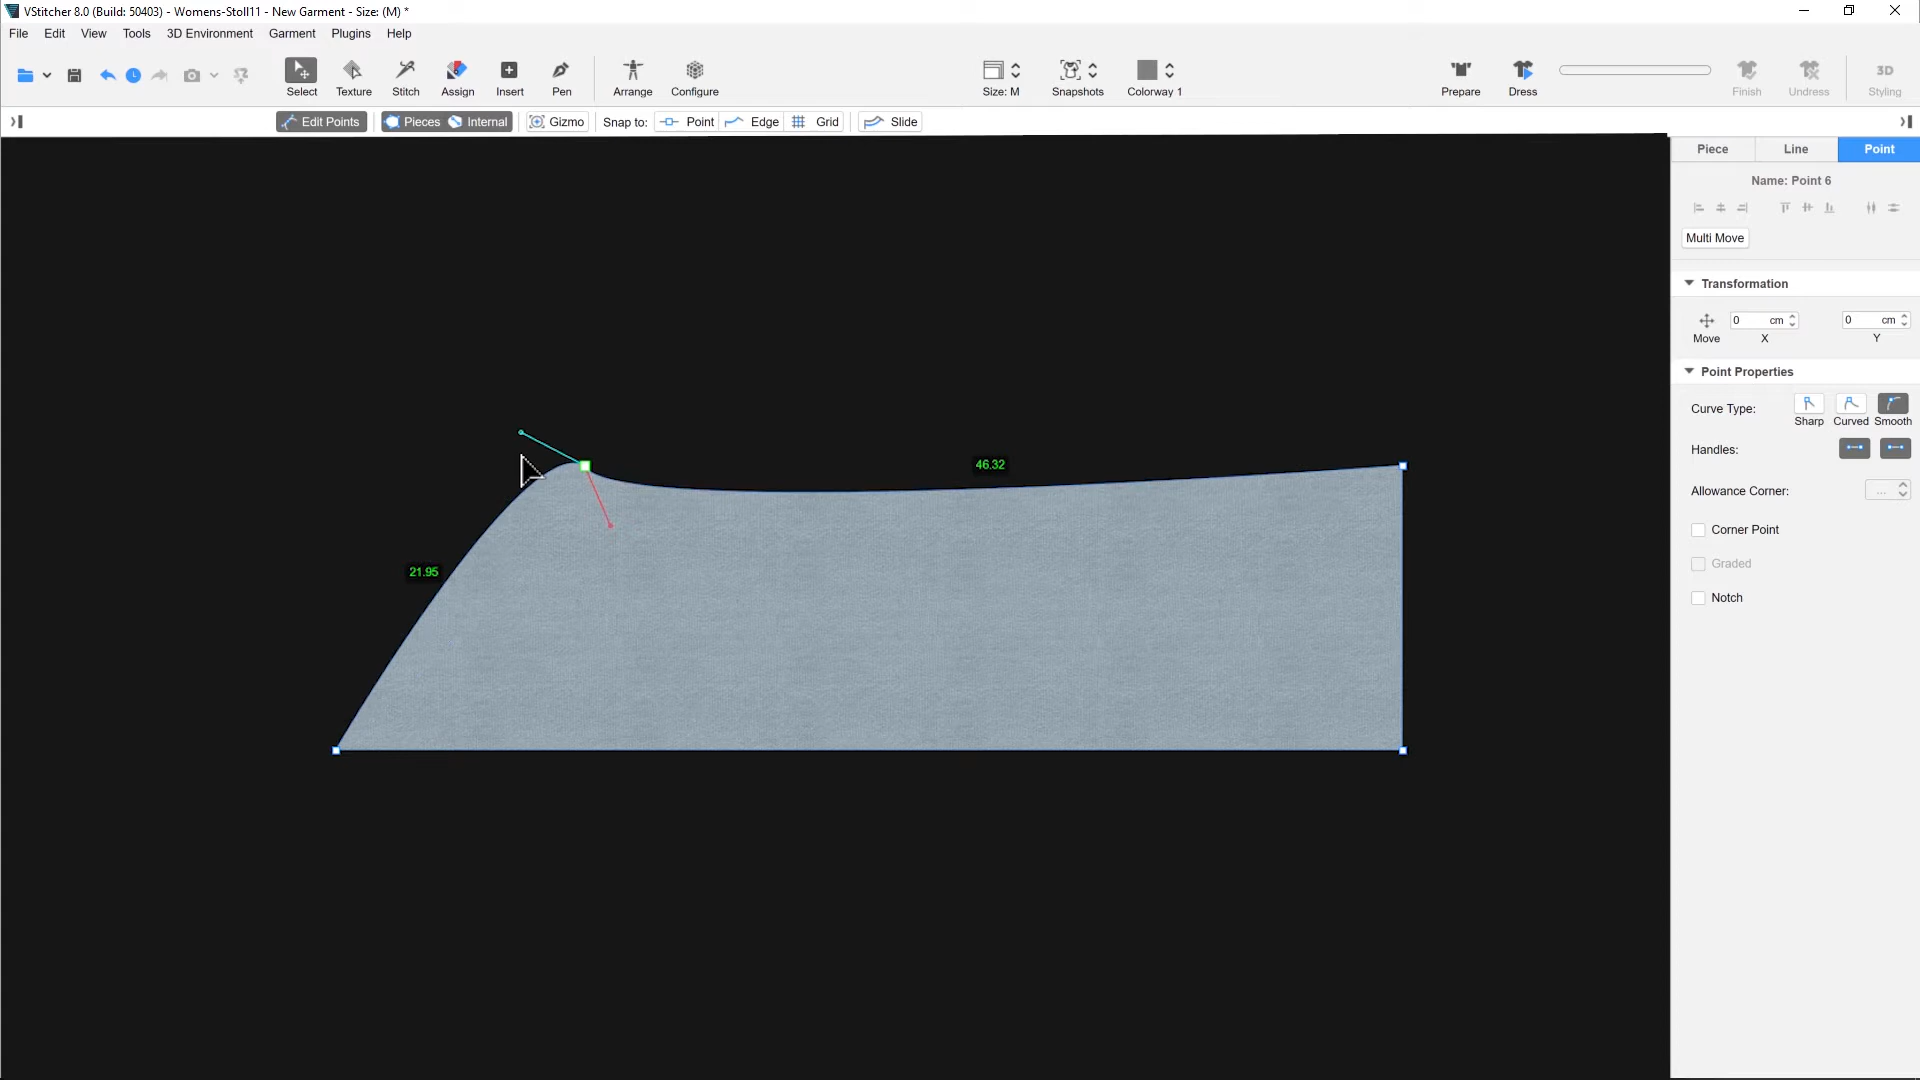 VStitcher 8.0 (Build: 50403) - Womens-Stoll11 - New Garment - Size: (M) *
File Edit View Tools 3D Environment Garment Plugins Help
Select Texture Stitch Assign Insert Pen Arrange Configure Size: M Snapshots Colorway 1 Prepare Dress Finish Undress 3D Styling
Edit Points Pieces Internal Gizmo Snap to: Point Edge Grid Slide
Piece Line Point
Name: Point 6
Multi Move
Transformation
0 cm 0 cm
Move X Y
Point Properties
Curve Type: Sharp Curved Smooth
Handles:
Allowance Corner: ...
Corner Point
Graded
Notch
46.32
21.95